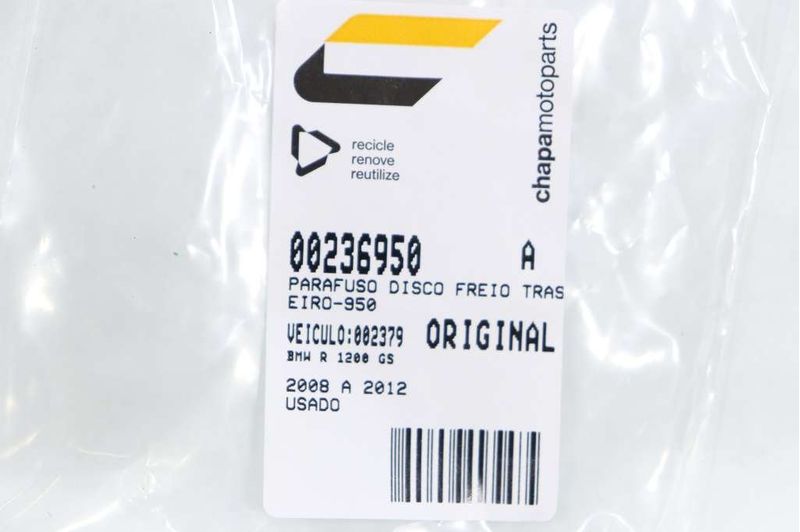 chapamotoparts
recicle
renove
reutilize
00236950 A
PARAFUSO DISCO FREIO TRAS
EIRO-950
VEICULO:002379 ORIGINAL
BMW R 1200 GS
2008 A 2012
USADO